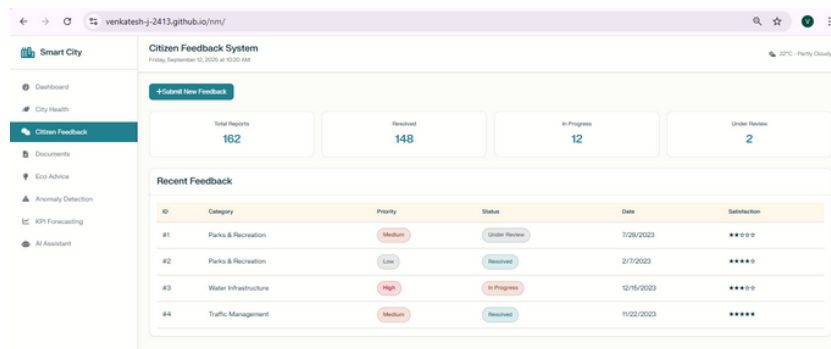 venkatesh-j-2413.github.io/nm/
V
Smart City
Citizen Feedback System
Friday, September 12, 2025 at 10:20 AM
22°C - Partly Cloudy
Dashboard
City Health
Citizen Feedback
Documents
Eco Advice
Anomaly Detection
KPI Forecasting
AI Assistant
+Submit New Feedback
Total Reports Resolved In Progress Under Review
162 148 12 2
Recent Feedback
ID Category Priority Status Date Satisfaction
#1 Parks & Recreation Medium Under Review 7/28/2023 ★★☆☆☆
#2 Parks & Recreation Low Resolved 2/7/2023 ★★★★☆
#3 Water Infrastructure High In Progress 12/15/2023 ★★★☆☆
#4 Traffic Management Medium Resolved 11/22/2023 ★★★★★